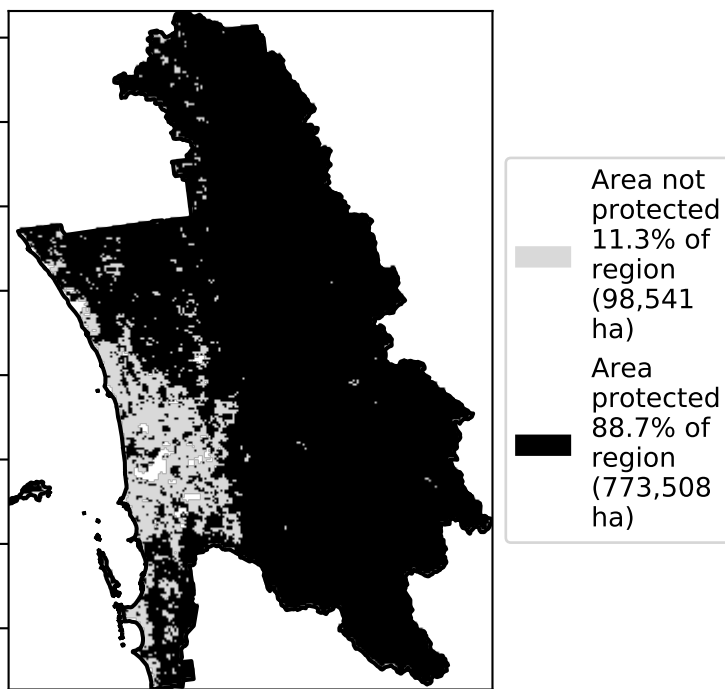 Area not
protected
11.3% of
region
(98,541
ha)
Area
protected
88.7% of
region
(773,508
ha)